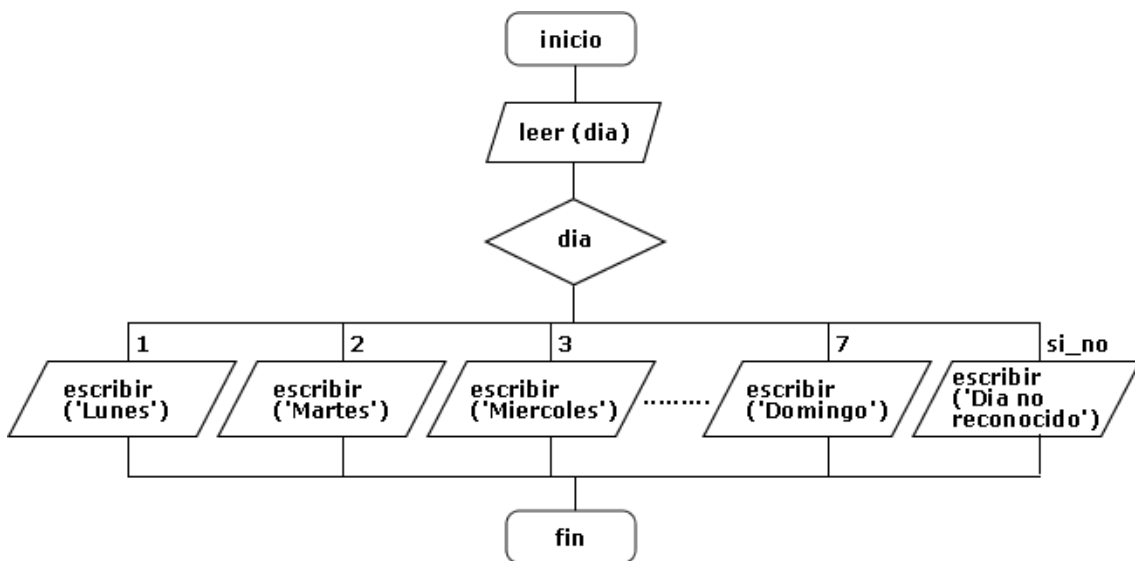 inicio
leer (dia)
dia
1
2
3
7
si_no
escribir
('Lunes')
escribir
('Martes')
escribir
('Miercoles')
.........
escribir
('Domingo')
escribir
('Dia no
reconocido')
fin